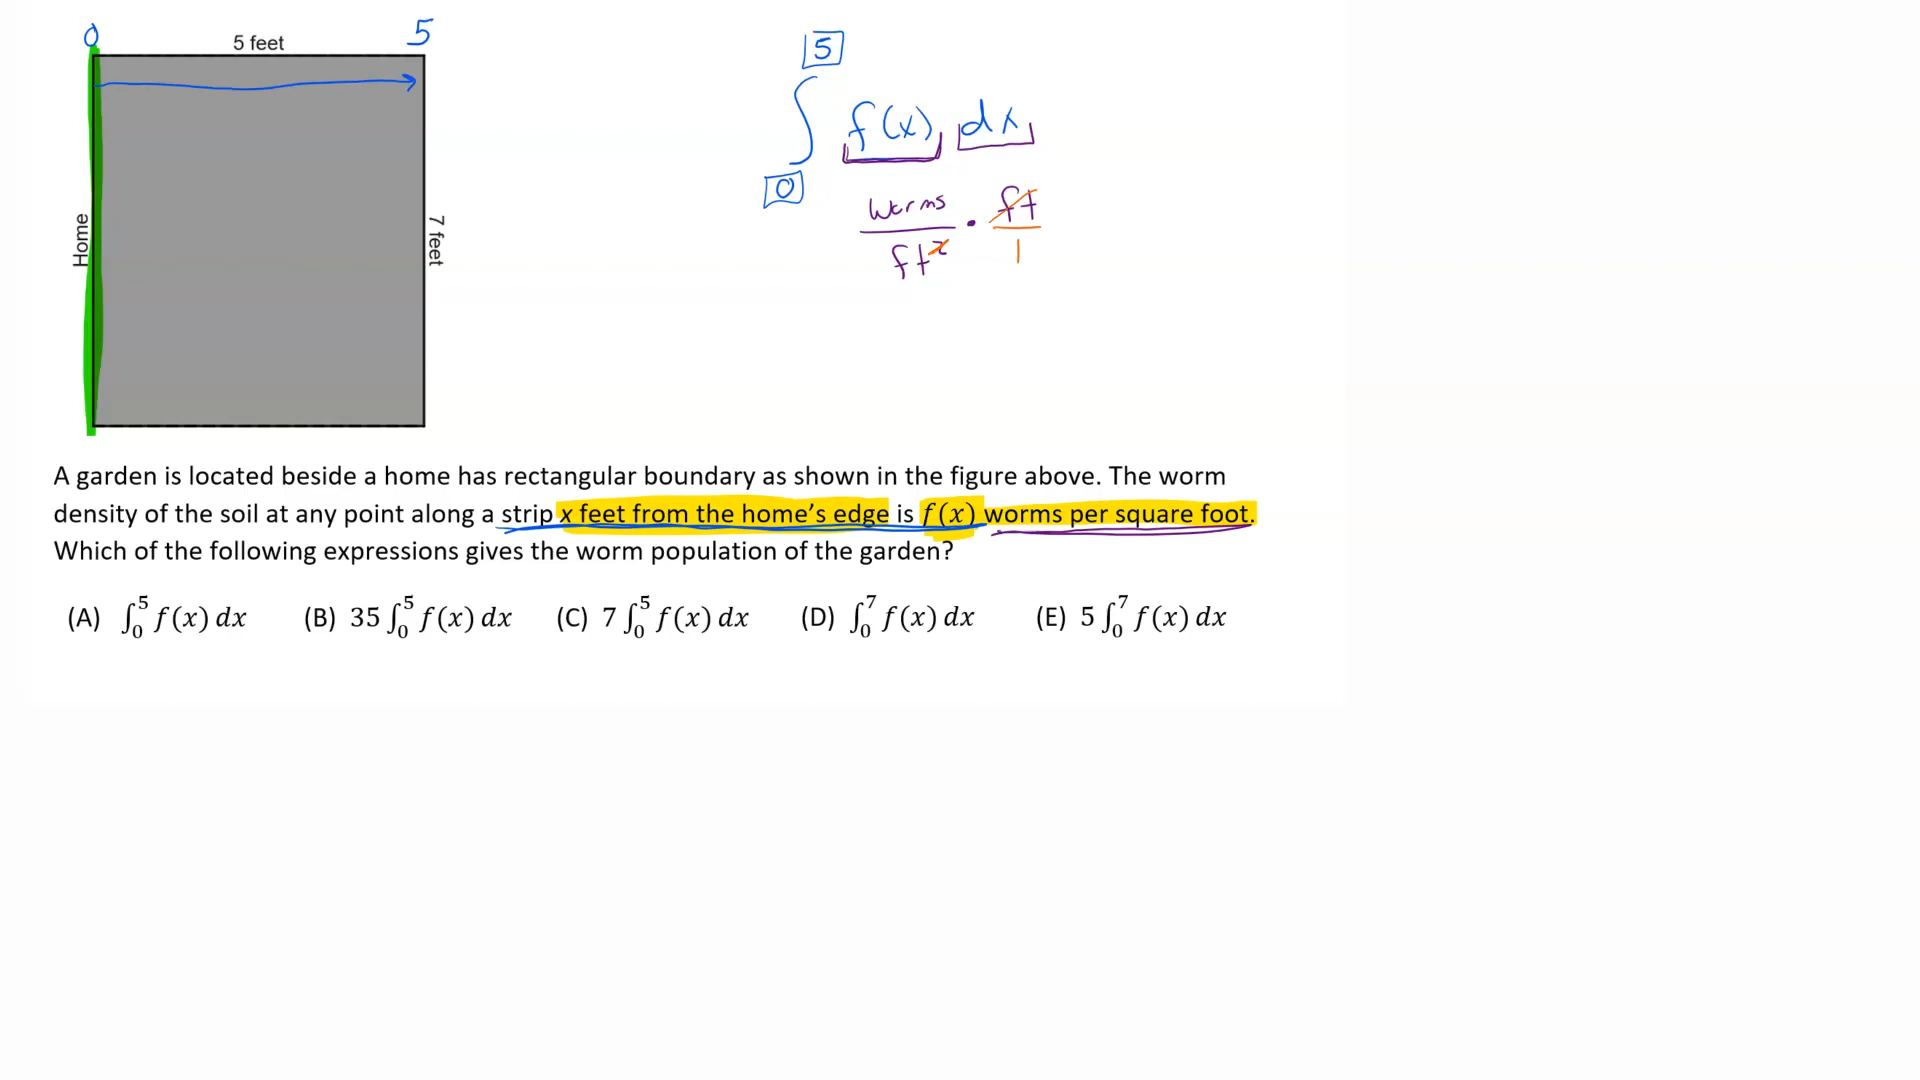 0 5 feet 5
Home
7 feet
∫₀⁵ f(x) dx
worms/ft² · ft/1
A garden is located beside a home has rectangular boundary as shown in the figure above. The worm
density of the soil at any point along a strip x feet from the home’s edge is f(x) worms per square foot.
Which of the following expressions gives the worm population of the garden?
(A) ∫₀⁵ f(x) dx (B) 35 ∫₀⁵ f(x) dx (C) 7 ∫₀⁵ f(x) dx (D) ∫₀⁷ f(x) dx (E) 5 ∫₀⁷ f(x) dx